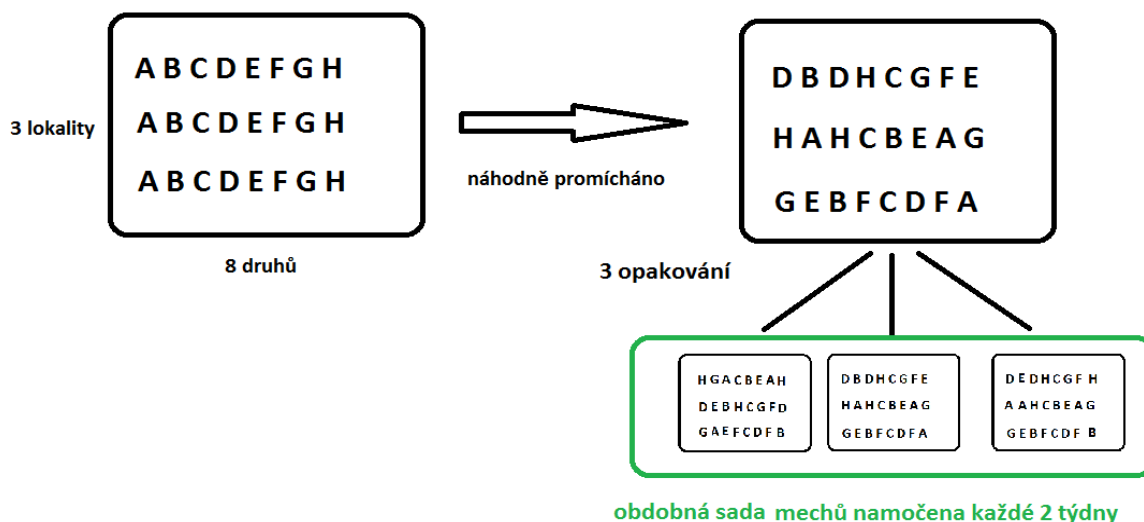 A B C D E F G H
3 lokality
A B C D E F G H
A B C D E F G H
8 druhů
náhodně promícháno
D B D H C G F E
H A H C B E A G
G E B F C D F A
3 opakování
H G A C B E A H
D E B H C G F D
G A E F C D F B
D B D H C G F E
H A H C B E A G
G E B F C D F A
D E D H C G F H
A A H C B E A G
G E B F C D F B
obdobná sada mechů namočena každé 2 týdny